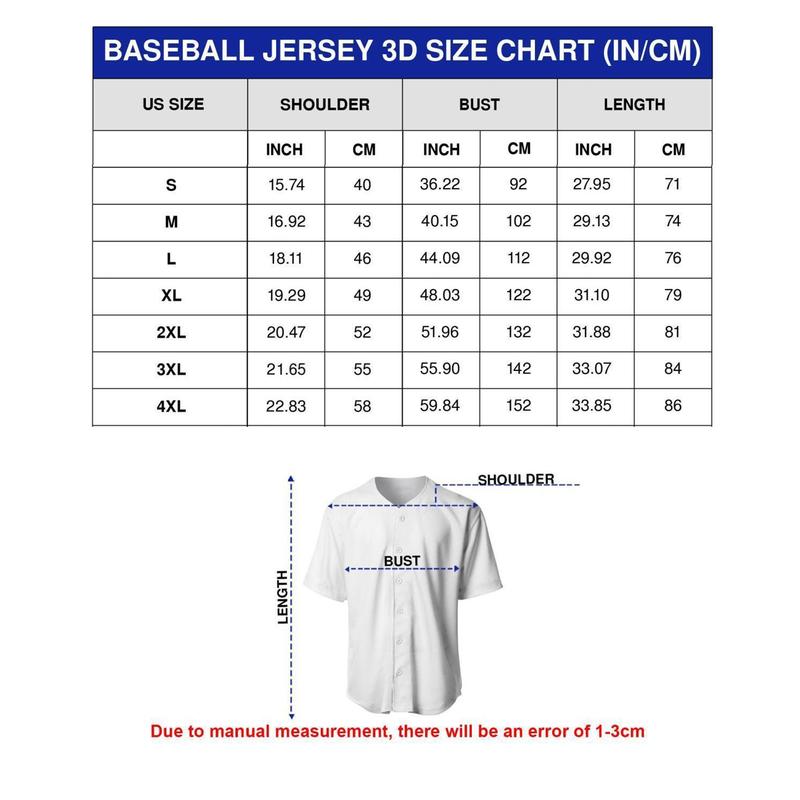 BASEBALL JERSEY 3D SIZE CHART (IN/CM)
US SIZE SHOULDER BUST LENGTH
INCH CM INCH CM INCH CM
S 15.74 40 36.22 92 27.95 71
M 16.92 43 40.15 102 29.13 74
L 18.11 46 44.09 112 29.92 76
XL 19.29 49 48.03 122 31.10 79
2XL 20.47 52 51.96 132 31.88 81
3XL 21.65 55 55.90 142 33.07 84
4XL 22.83 58 59.84 152 33.85 86
SHOULDER
BUST
LENGTH
Due to manual measurement, there will be an error of 1-3cm